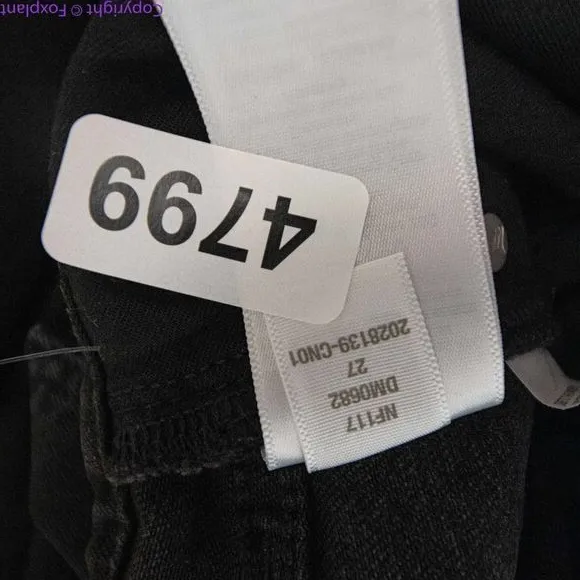 4799
NF117
DM0682
27
2028139-CN01
Copyright © Foxplant